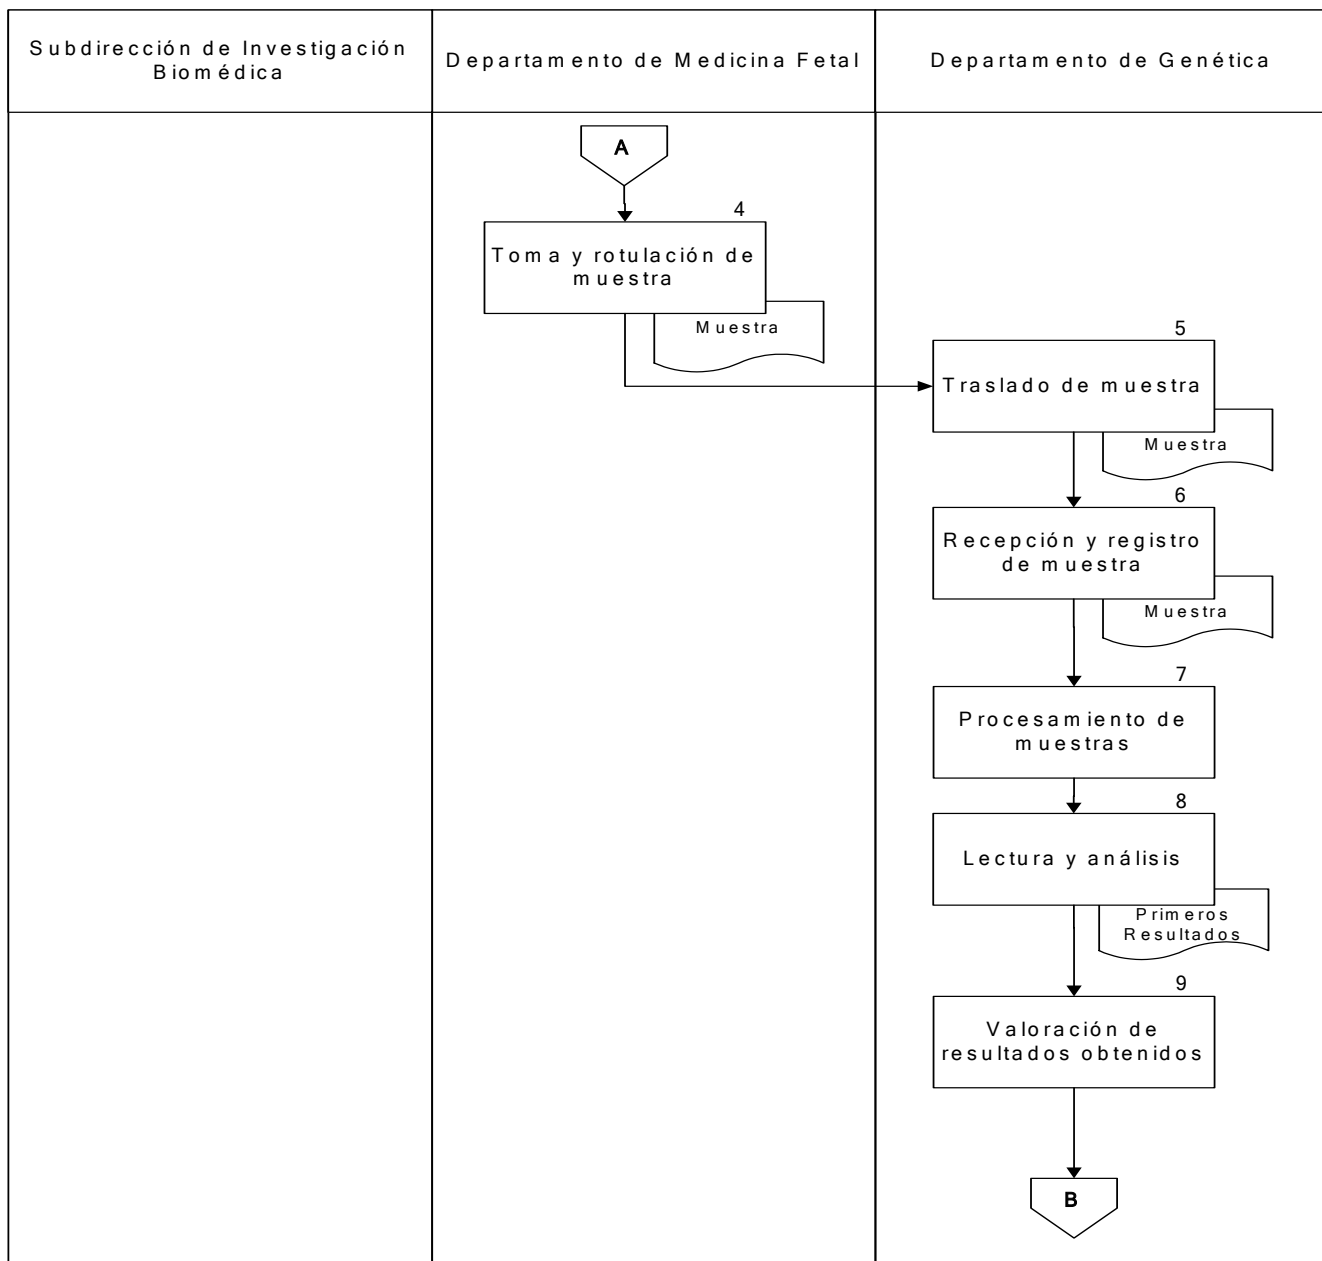 Subdirección de Investigación
Biomédica
Departamento de Medicina Fetal
Departamento de Genética
A
4
Toma y rotulación de
muestra
Muestra
5
Traslado de muestra
Muestra
6
Recepción y registro
de muestra
Muestra
7
Procesamiento de
muestras
8
Lectura y análisis
Primeros
Resultados
9
Valoración de
resultados obtenidos
B